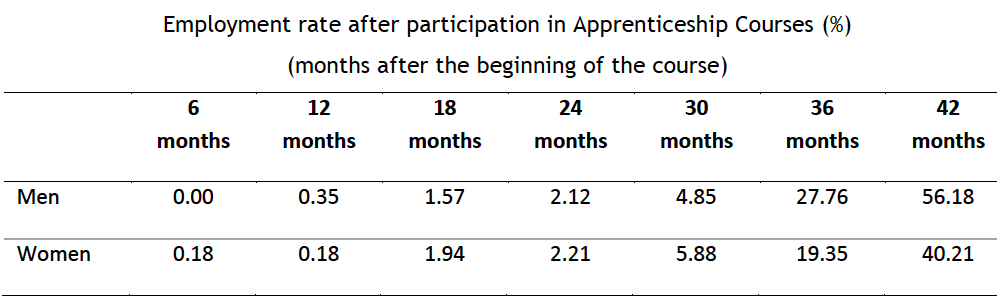 Employment rate after participation in Apprenticeship Courses (%)
(months after the beginning of the course)
6 12 18 24 30 36 42
months months months months months months months
Men 0.00 0.35 1.57 2.12 4.85 27.76 56.18
Women 0.18 0.18 1.94 2.21 5.88 19.35 40.21